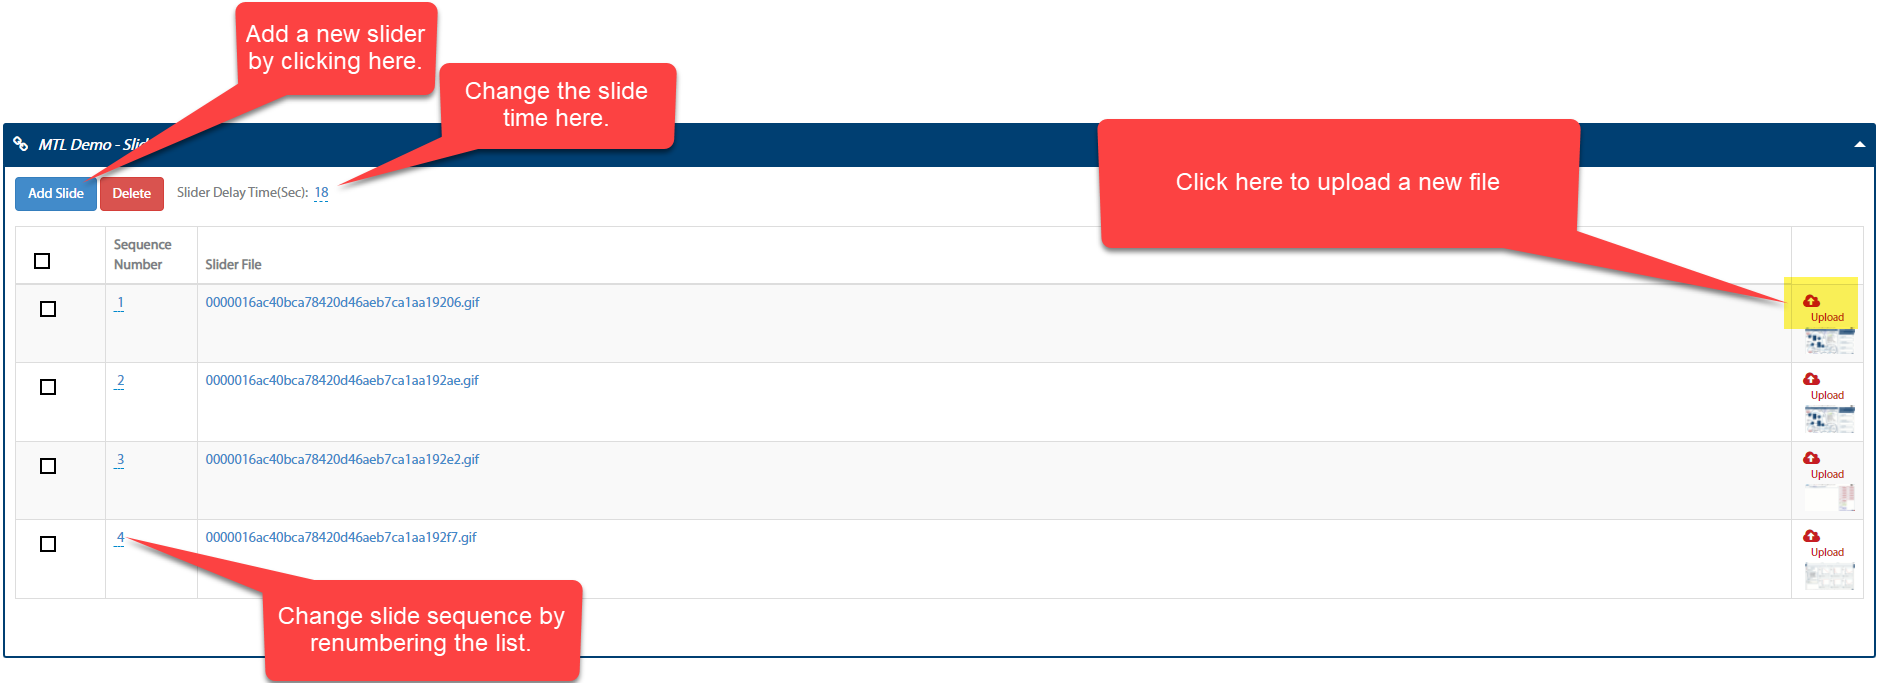 Add a new slider
by clicking here.
Change the slide
time here.
Click here to upload a new file
MTL Demo -
Add Slide
Delete
Slider Delay Time(Sec): 18
Sequence
Number
Slider File
1
0000016ac40bca78420d46aeb7ca1aa19206.gif
Upload
2
0000016ac40bca78420d46aeb7ca1aa192ae.gif
Upload
3
0000016ac40bca78420d46aeb7ca1aa192e2.gif
Upload
4
0000016ac40bca78420d46aeb7ca1aa192f7.gif
Upload
Change slide sequence by
renumbering the list.